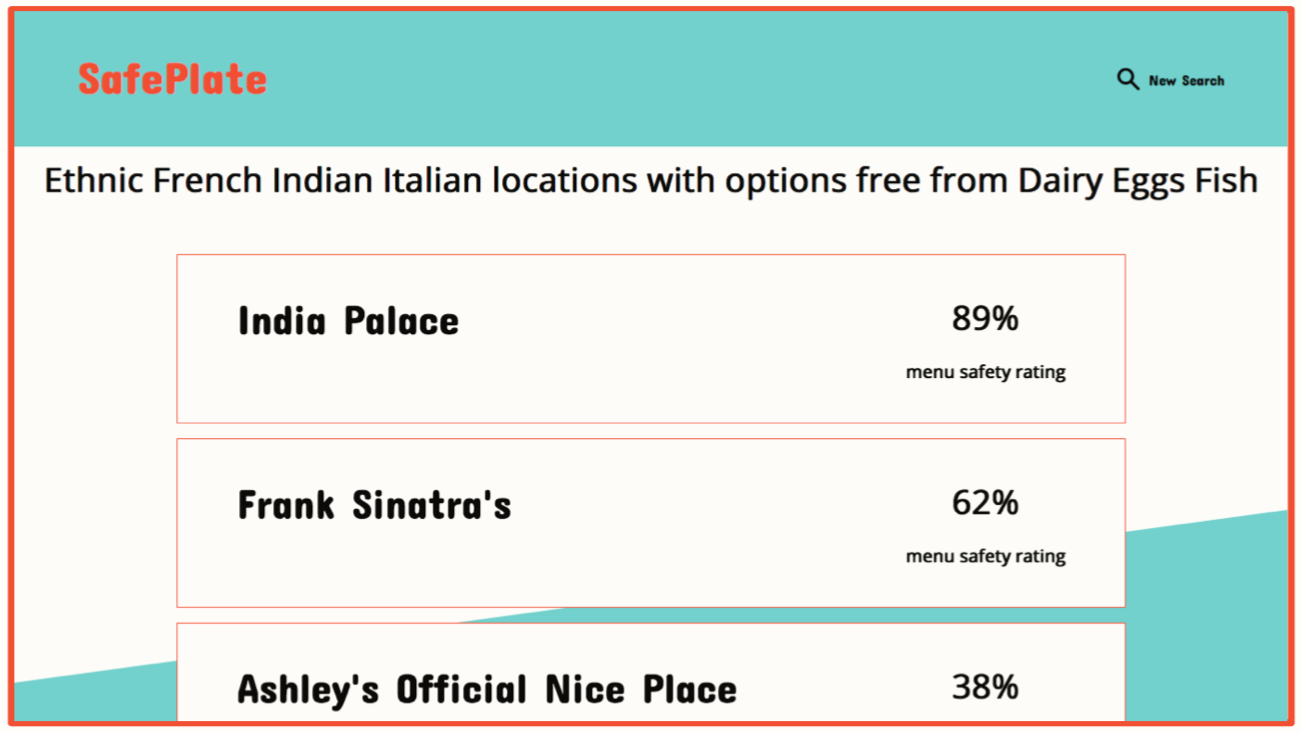 SafePlate
New Search
Ethnic French Indian Italian locations with options free from Dairy Eggs Fish
India Palace
89%
menu safety rating
Frank Sinatra's
62%
menu safety rating
Ashley's Official Nice Place
38%